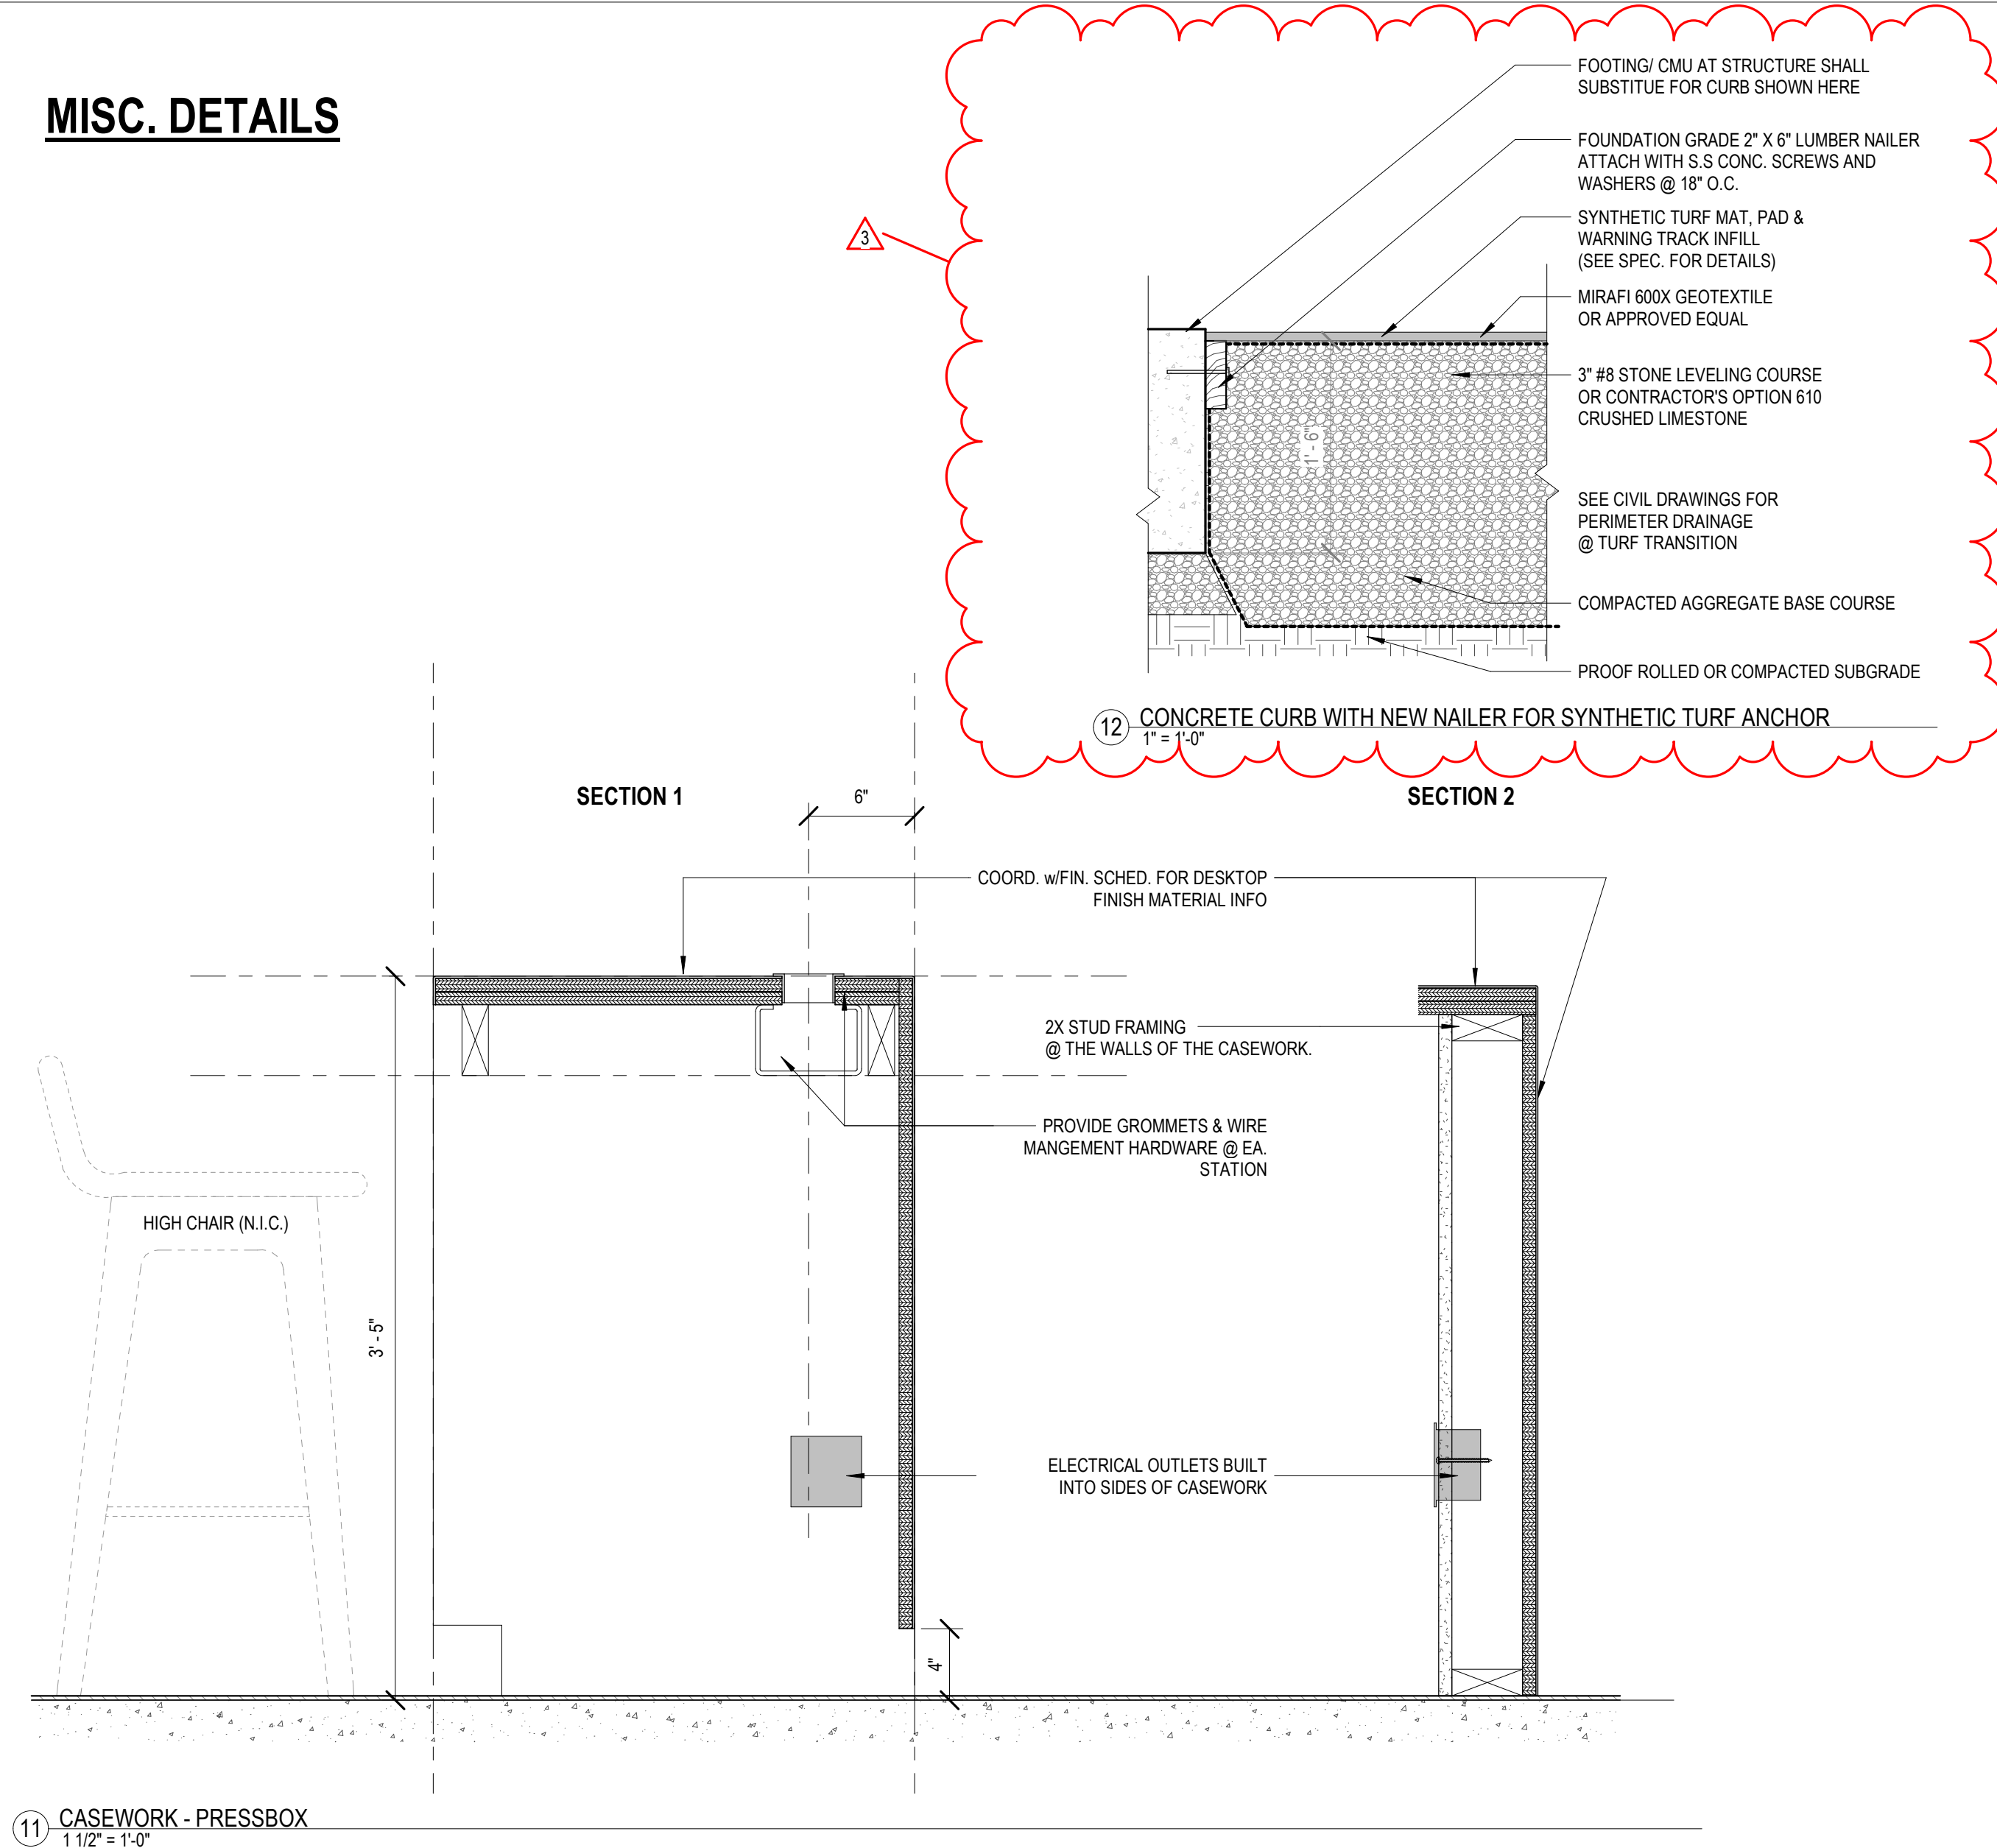 MISC. DETAILS
FOOTING/ CMU AT STRUCTURE SHALL
SUBSTITUE FOR CURB SHOWN HERE
FOUNDATION GRADE 2" X 6" LUMBER NAILER
ATTACH WITH S.S CONC. SCREWS AND
WASHERS @ 18" O.C.
3
SYNTHETIC TURF MAT, PAD &
WARNING TRACK INFILL
(SEE SPEC. FOR DETAILS)
MIRAFI 600X GEOTEXTILE
OR APPROVED EQUAL
3" #8 STONE LEVELING COURSE
OR CONTRACTOR'S OPTION 610
CRUSHED LIMESTONE
1' - 6"
SEE CIVIL DRAWINGS FOR
PERIMETER DRAINAGE
@ TURF TRANSITION
COMPACTED AGGREGATE BASE COURSE
PROOF ROLLED OR COMPACTED SUBGRADE
12
CONCRETE CURB WITH NEW NAILER FOR SYNTHETIC TURF ANCHOR
1" = 1'-0"
SECTION 1
6"
SECTION 2
COORD. w/FIN. SCHED. FOR DESKTOP
FINISH MATERIAL INFO
2X STUD FRAMING
@ THE WALLS OF THE CASEWORK.
PROVIDE GROMMETS & WIRE
MANGEMENT HARDWARE @ EA.
STATION
HIGH CHAIR (N.I.C.)
3' - 5"
ELECTRICAL OUTLETS BUILT
INTO SIDES OF CASEWORK
4"
11
CASEWORK - PRESSBOX
1 1/2" = 1'-0"